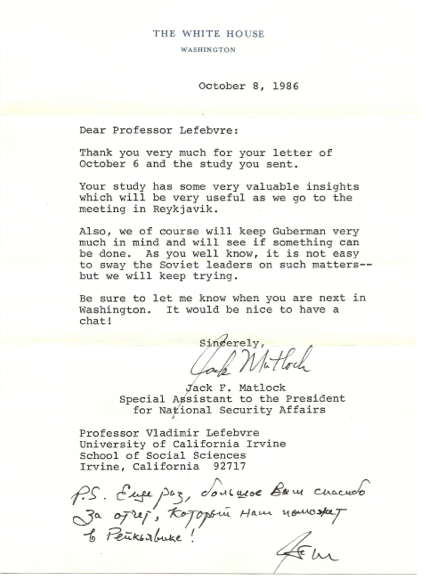 THE WHITE HOUSE
WASHINGTON
October 8, 1986
Dear Professor Lefebvre:
Thank you very much for your letter of
October 6 and the study you sent.
Your study has some very valuable insights
which will be very useful as we go to the
meeting in Reykjavik.
Also, we of course will keep Guberman very
much in mind and will see if something can
be done. As you well know, it is not easy
to sway the Soviet leaders on such matters--
but we will keep trying.
Be sure to let me know when you are next in
Washington. It would be nice to have a
chat!
Sincerely,
Jack Matlock
Jack F. Matlock
Special Assistant to the President
for National Security Affairs
Professor Vladimir Lefebvre
University of California Irvine
School of Social Sciences
Irvine, California 92717
P.S. Еще раз, большое Вам спасибо
за отчет, который нам поможет
в Рейкьявике!